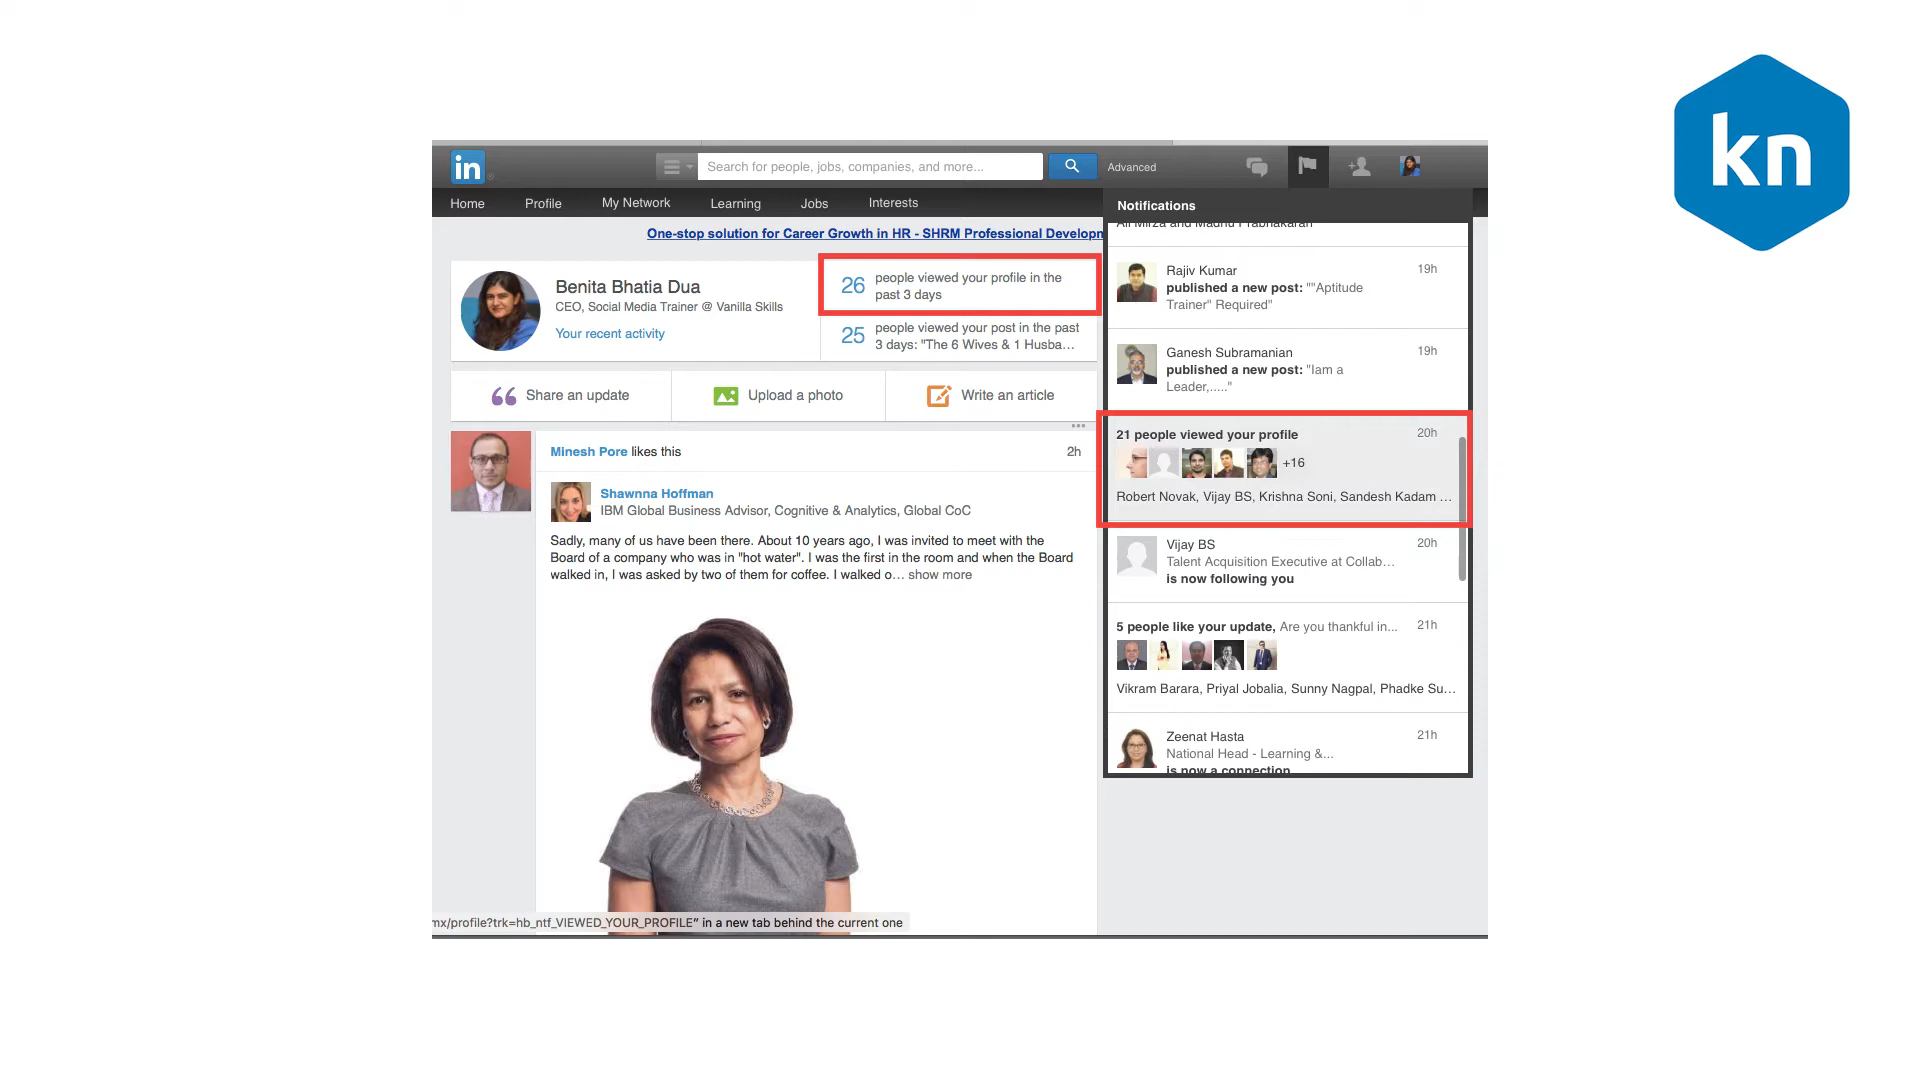 kn
in
Search for people, jobs, companies, and more...
Advanced
Home
Profile
My Network
Learning
Jobs
Interests
One-stop solution for Career Growth in HR - SHRM Professional Developn
Benita Bhatia Dua
CEO, Social Media Trainer @ Vanilla Skills
Your recent activity
26
people viewed your profile in the
past 3 days
25
people viewed your post in the past
3 days: "The 6 Wives & 1 Husba...
Share an update
Upload a photo
Write an article
Minesh Pore likes this
2h
Shawnna Hoffman
IBM Global Business Advisor, Cognitive & Analytics, Global CoC
Sadly, many of us have been there. About 10 years ago, I was invited to meet with the
Board of a company who was in "hot water". I was the first in the room and when the Board
walked in, I was asked by two of them for coffee. I walked o... show more
mx/profile?trk=hb_ntf_VIEWED_YOUR_PROFILE" in a new tab behind the current one
Notifications
Ali Mirza and Madhu Prabhakaran
Rajiv Kumar
19h
published a new post: ""Aptitude
Trainer" Required"
Ganesh Subramanian
19h
published a new post: "Iam a
Leader,....."
21 people viewed your profile
20h
+16
Robert Novak, Vijay BS, Krishna Soni, Sandesh Kadam ...
Vijay BS
20h
Talent Acquisition Executive at Collab...
is now following you
5 people like your update, Are you thankful in...
21h
Vikram Barara, Priyal Jobalia, Sunny Nagpal, Phadke Su...
Zeenat Hasta
21h
National Head - Learning &...
is now a connection